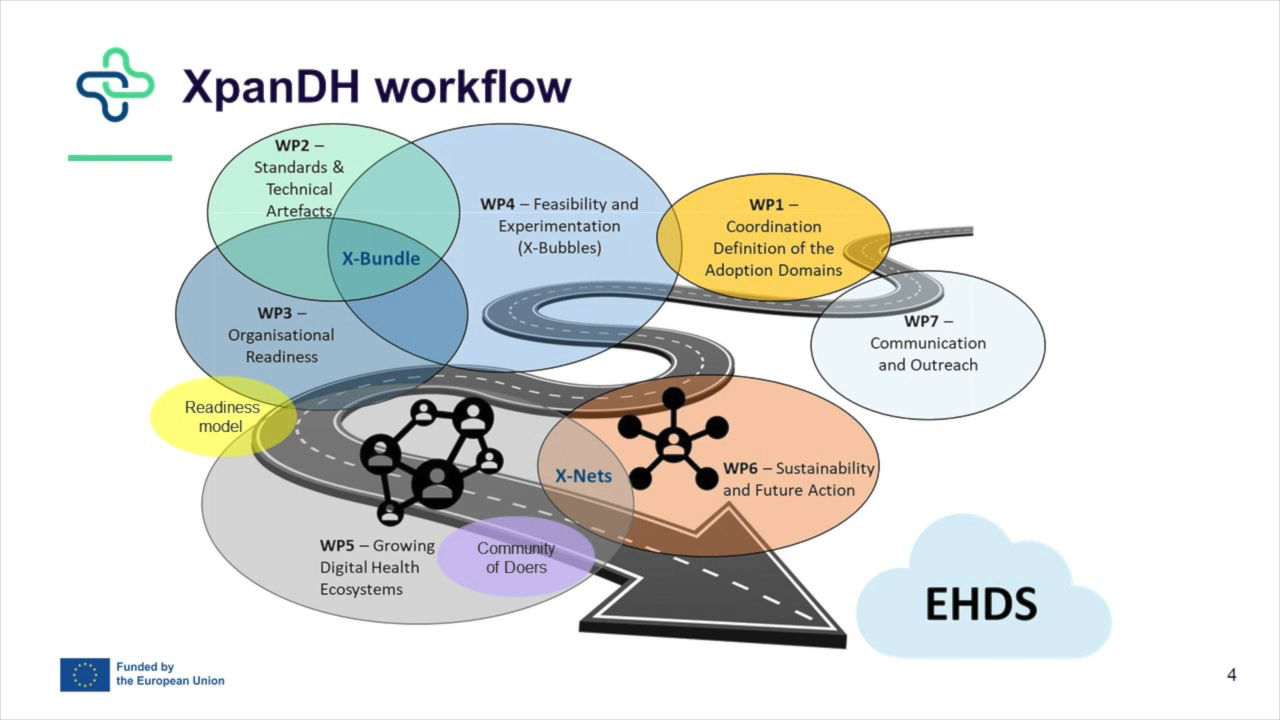 XpanDH workflow
WP2 –
Standards &
Technical
Artefacts
WP4 – Feasibility and
Experimentation
(X-Bubbles)
WP1 –
Coordination
Definition of the
Adoption Domains
X-Bundle
WP3 –
Organisational
Readiness
WP7 –
Communication
and Outreach
Readiness
model
X-Nets
WP6 – Sustainability
and Future Action
WP5 – Growing
Digital Health
Ecosystems
Community
of Doers
EHDS
Funded by
the European Union
4